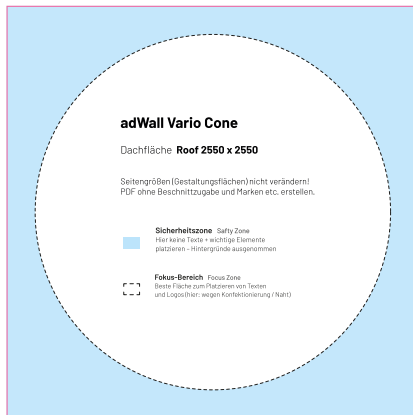 adWall Vario Cone
Dachfläche Roof 2550 x 2550
Seitengrößen (Gestaltungsflächen) nicht verändern!
PDF ohne Beschnittzugabe und Marken etc. erstellen.
Sicherheitszone Safty Zone
Hier keine Texte + wichtige Elemente
platzieren – Hintergründe ausgenommen
Fokus-Bereich Focus Zone
Beste Fläche zum Platzieren von Texten
und Logos (hier: wegen Konfektionierung / Naht)